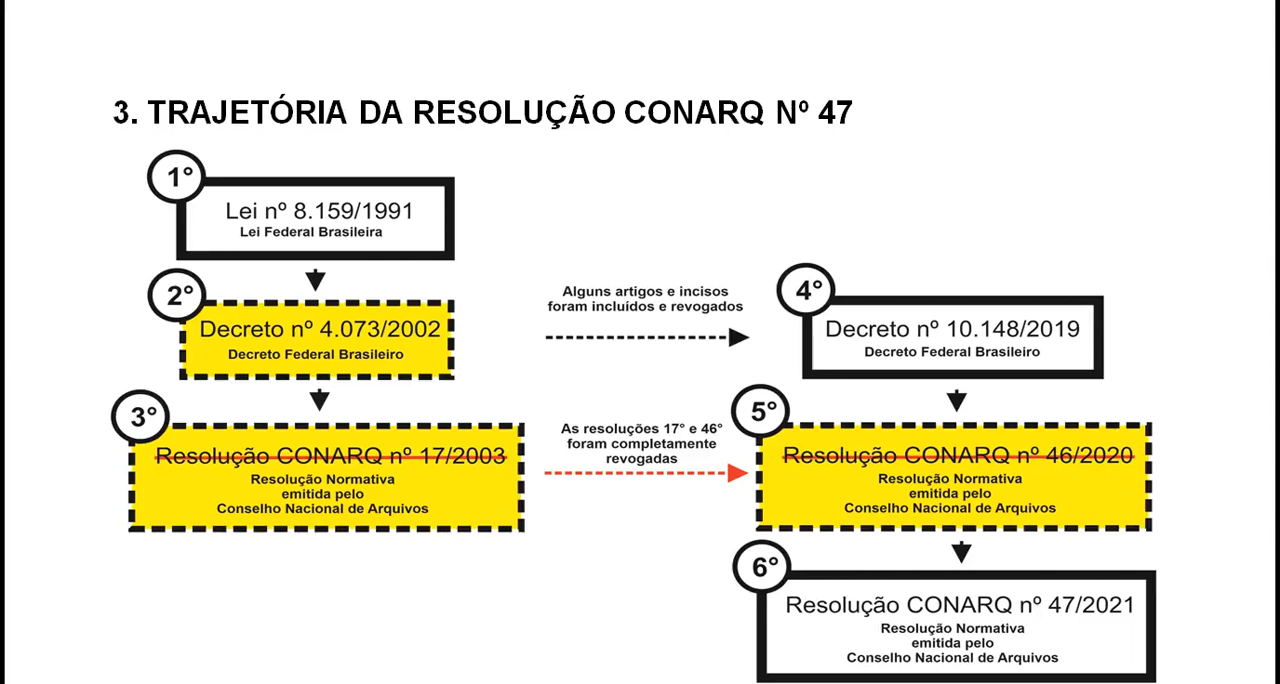 3. TRAJETÓRIA DA RESOLUÇÃO CONARQ Nº 47
1°
Lei nº 8.159/1991
Lei Federal Brasileira
2°
Decreto nº 4.073/2002
Decreto Federal Brasileiro
3°
Resolução CONARQ nº 17/2003
Resolução Normativa
emitida pelo
Conselho Nacional de Arquivos
Alguns artigos e incisos
foram incluídos e revogados
As resoluções 17° e 46°
foram completamente
revogadas
4°
Decreto nº 10.148/2019
Decreto Federal Brasileiro
5°
Resolução CONARQ nº 46/2020
Resolução Normativa
emitida pelo
Conselho Nacional de Arquivos
6°
Resolução CONARQ nº 47/2021
Resolução Normativa
emitida pelo
Conselho Nacional de Arquivos